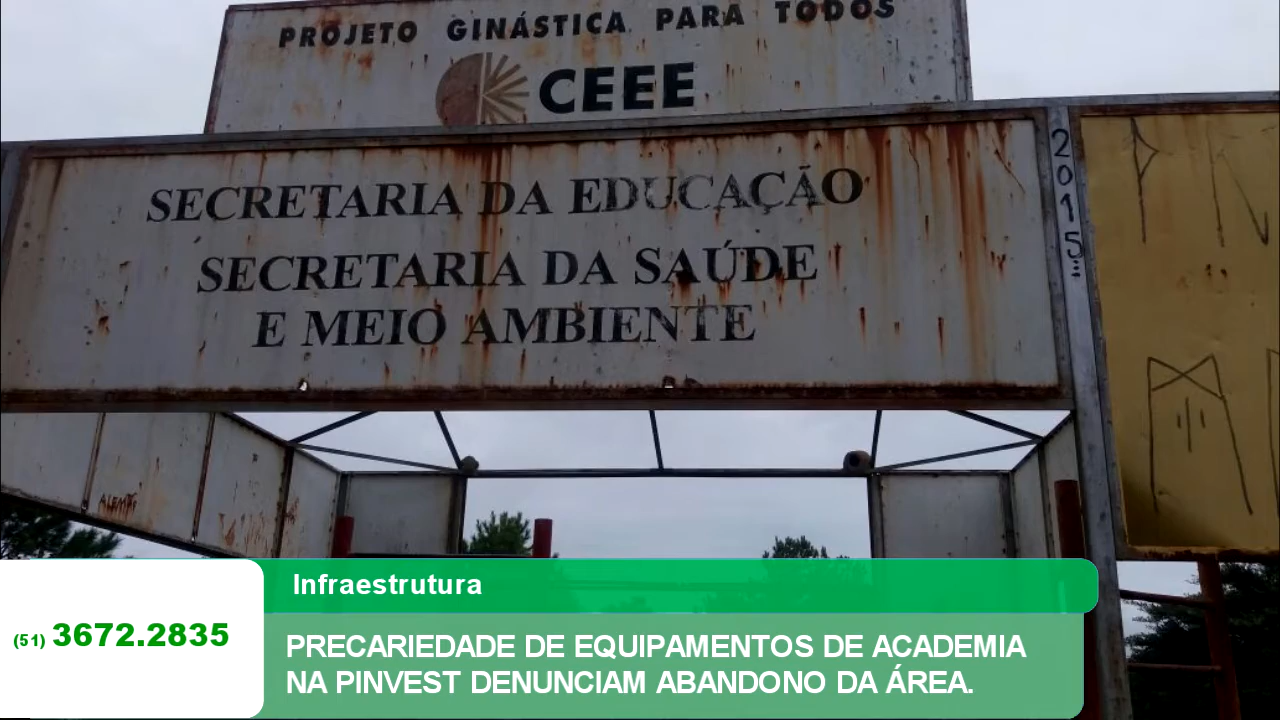 PROJETO GINÁSTICA PARA TODOS
CEEE
SECRETARIA DA EDUCAÇÃO
SECRETARIA DA SAÚDE
E MEIO AMBIENTE
2015
ALEMÃO
Infraestrutura
(51) 3672.2835
PRECARIEDADE DE EQUIPAMENTOS DE ACADEMIA
NA PINVEST DENUNCIAM ABANDONO DA ÁREA.